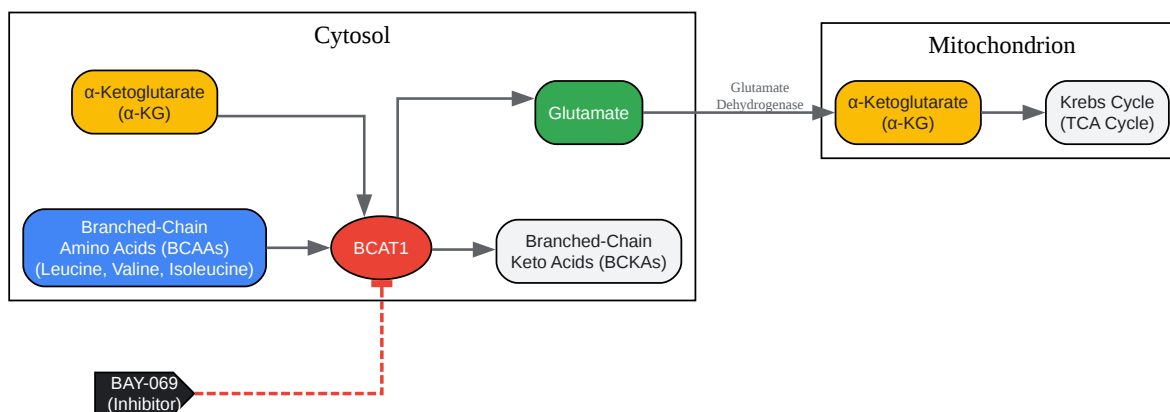 Cytosol
Mitochondrion
α-Ketoglutarate
(α-KG)
Glutamate
Glutamate
Dehydrogenase
α-Ketoglutarate
(α-KG)
Krebs Cycle
(TCA Cycle)
Branched-Chain
Amino Acids (BCAAs)
(Leucine, Valine, Isoleucine)
BCAT1
Branched-Chain
Keto Acids (BCKAs)
BAY-069
(Inhibitor)